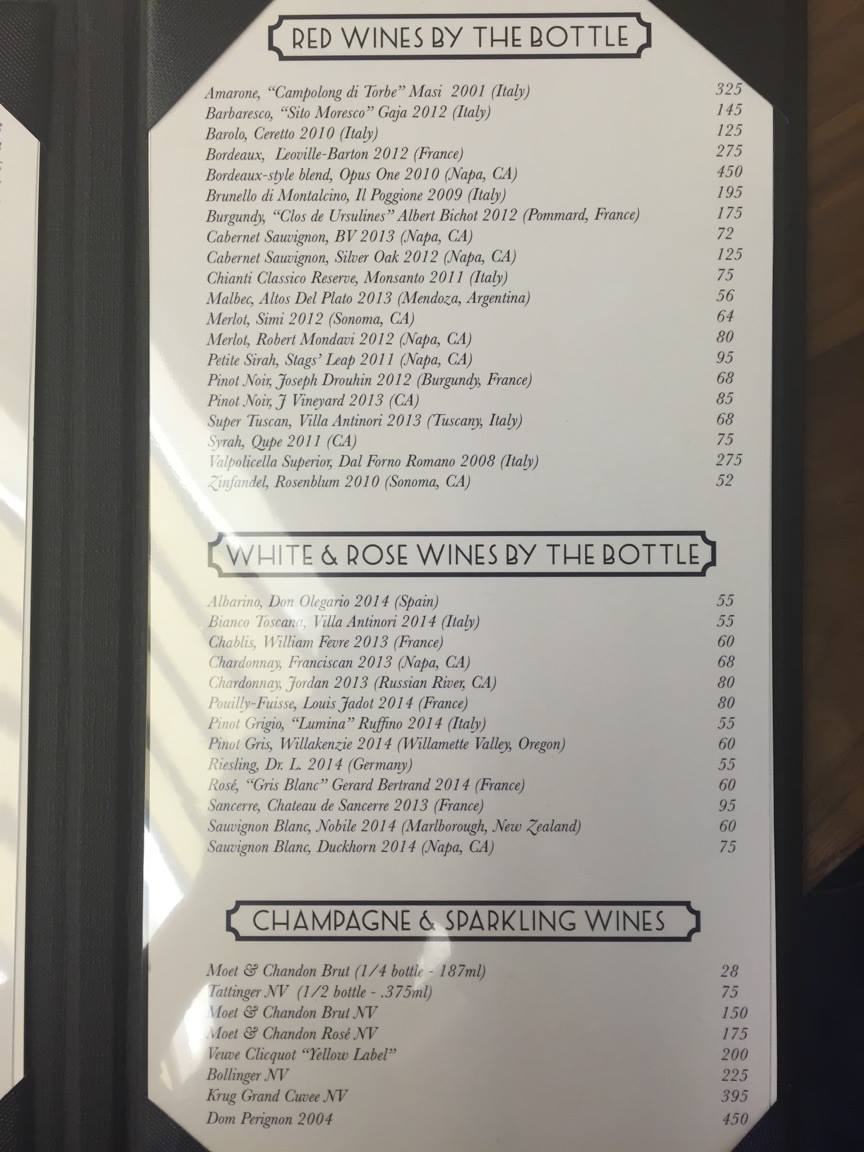 RED WINES BY THE BOTTLE
Amarone, “Campolong di Torbe” Masi 2001 (Italy) 325
Barbaresco, “Sito Moresco” Gaja 2012 (Italy) 145
Barolo, Ceretto 2010 (Italy) 125
Bordeaux, Leoville-Barton 2012 (France) 275
Bordeaux-style blend, Opus One 2010 (Napa, CA) 450
Brunello di Montalcino, Il Poggione 2009 (Italy) 195
Burgundy, “Clos de Ursulines” Albert Bichot 2012 (Pommard, France) 175
Cabernet Sauvignon, BV 2013 (Napa, CA) 72
Cabernet Sauvignon, Silver Oak 2012 (Napa, CA) 125
Chianti Classico Reserve, Monsanto 2011 (Italy) 75
Malbec, Altos Del Plato 2013 (Mendoza, Argentina) 56
Merlot, Simi 2012 (Sonoma, CA) 64
Merlot, Robert Mondavi 2012 (Napa, CA) 80
Petite Sirah, Stags’ Leap 2011 (Napa, CA) 95
Pinot Noir, Joseph Drouhin 2012 (Burgundy, France) 68
Pinot Noir, J Vineyard 2013 (CA) 85
Super Tuscan, Villa Antinori 2013 (Tuscany, Italy) 68
Syrah, Qupe 2011 (CA) 75
Valpolicella Superior, Dal Forno Romano 2008 (Italy) 275
Zinfandel, Rosenblum 2010 (Sonoma, CA) 52
WHITE & ROSE WINES BY THE BOTTLE
Albarino, Don Olegario 2014 (Spain) 55
Bianco Toscana, Villa Antinori 2014 (Italy) 55
Chablis, William Fevre 2013 (France) 60
Chardonnay, Franciscan 2013 (Napa, CA) 68
Chardonnay, Jordan 2013 (Russian River, CA) 80
Pouilly-Fuisse, Louis Jadot 2014 (France) 80
Pinot Grigio, “Lumina” Ruffino 2014 (Italy) 55
Pinot Gris, Willakenzie 2014 (Willamette Valley, Oregon) 60
Riesling, Dr. L. 2014 (Germany) 55
Rosé, “Gris Blanc” Gerard Bertrand 2014 (France) 60
Sancerre, Chateau de Sancerre 2013 (France) 95
Sauvignon Blanc, Nobile 2014 (Marlborough, New Zealand) 60
Sauvignon Blanc, Duckhorn 2014 (Napa, CA) 75
CHAMPAGNE & SPARKLING WINES
Moet & Chandon Brut (1/4 bottle - 187ml) 28
Tattinger NV (1/2 bottle - .375ml) 75
Moet & Chandon Brut NV 150
Moet & Chandon Rosé NV 175
Veuve Clicquot “Yellow Label” 200
Bollinger NV 225
Krug Grand Cuvee NV 395
Dom Perignon 2004 450